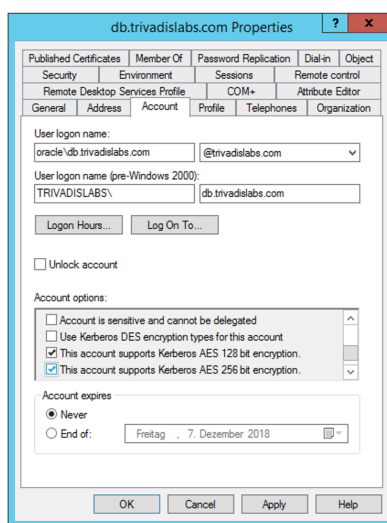 db.trivadislabs.com Properties ? x
Published Certificates Member Of Password Replication Dial-in Object
Security Environment Sessions Remote control
Remote Desktop Services Profile COM+ Attribute Editor
General Address Account Profile Telephones Organization
User logon name:
oracle\db.trivadislabs.com @trivadislabs.com
User logon name (pre-Windows 2000):
TRIVADISLABS\ db.trivadislabs.com
Logon Hours... Log On To...
Unlock account
Account options:
Account is sensitive and cannot be delegated
Use Kerberos DES encryption types for this account
This account supports Kerberos AES 128 bit encryption.
This account supports Kerberos AES 256 bit encryption.
Account expires
Never
End of: Freitag , 7. Dezember 2018
OK Cancel Apply Help